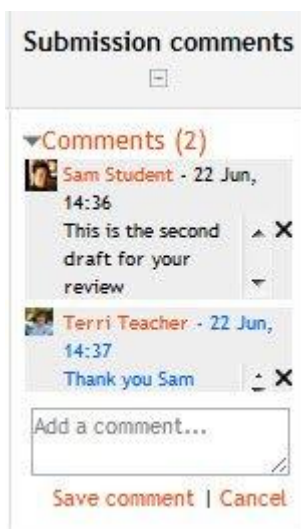 Submission comments
Comments (2)
Sam Student - 22 Jun,
14:36
This is the second
draft for your
review
Terri Teacher - 22 Jun,
14:37
Thank you Sam
Add a comment...
Save comment | Cancel